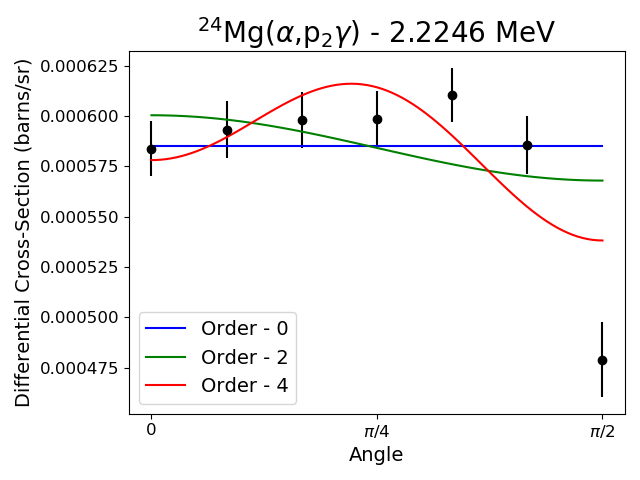 ²⁴Mg(α,p₂γ) - 2.2246 MeV
Differential Cross-Section (barns/sr)
0.000625
0.000600
0.000575
0.000550
0.000525
0.000500
0.000475
Order - 0
Order - 2
Order - 4
0
π/4
π/2
Angle